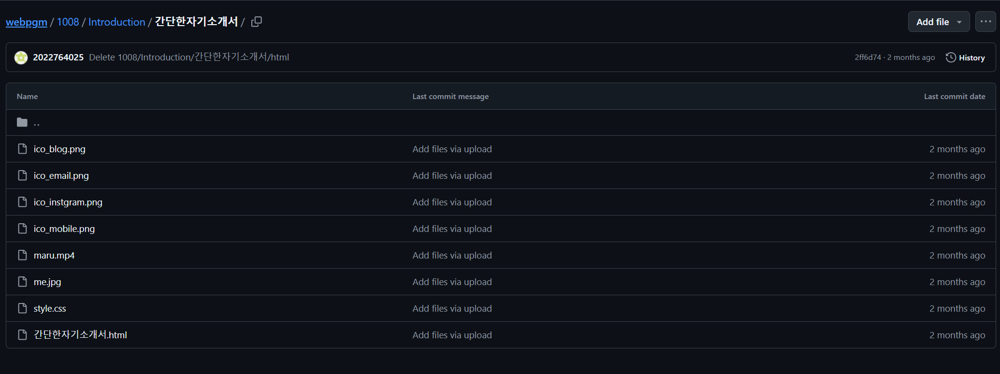 webpgm / 1008 / Introduction / 간단한자기소개서 /
Add file
2022764025 Delete 1008/Introduction/간단한자기소개서/html
2ff6d74 · 2 months ago History
Name Last commit message Last commit date
..
ico_blog.png Add files via upload 2 months ago
ico_email.png Add files via upload 2 months ago
ico_instgram.png Add files via upload 2 months ago
ico_mobile.png Add files via upload 2 months ago
maru.mp4 Add files via upload 2 months ago
me.jpg Add files via upload 2 months ago
style.css Add files via upload 2 months ago
간단한자기소개서.html Add files via upload 2 months ago